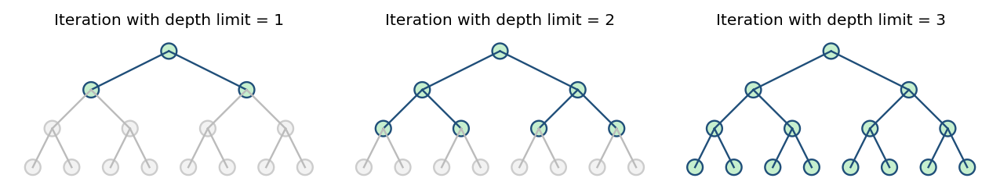 Iteration with depth limit = 1
Iteration with depth limit = 2
Iteration with depth limit = 3